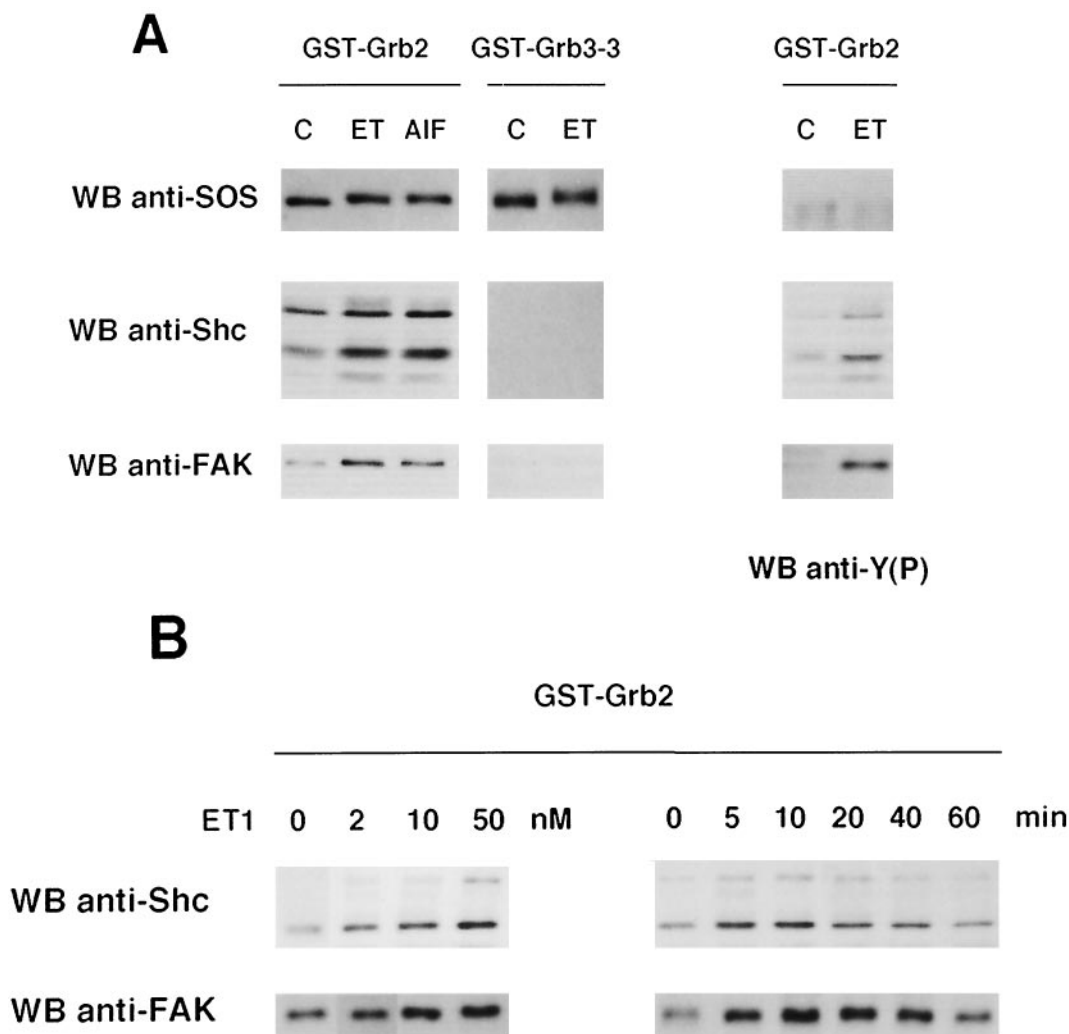 A
GST-Grb2 GST-Grb3-3 GST-Grb2
C ET AIF C ET C ET
WB anti-SOS
WB anti-Shc
WB anti-FAK
WB anti-Y(P)
B
GST-Grb2
ET1 0 2 10 50 nM 0 5 10 20 40 60 min
WB anti-Shc
WB anti-FAK